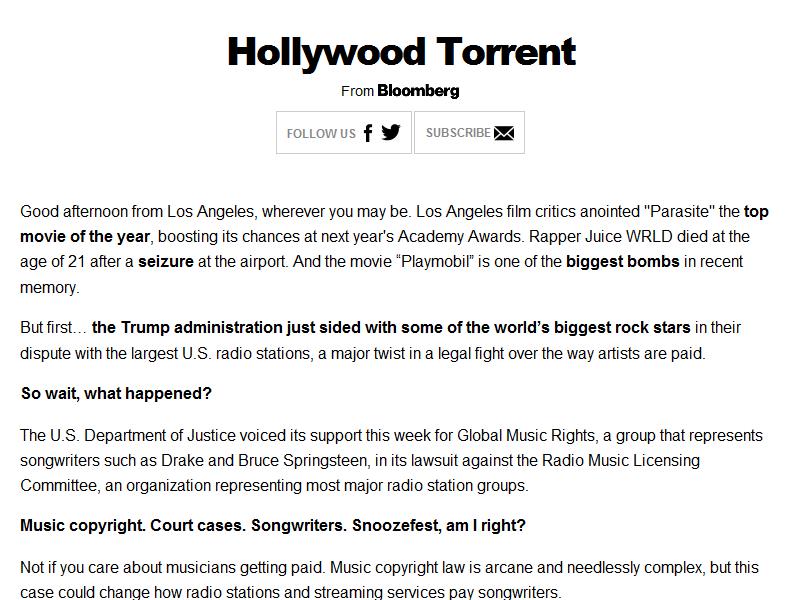 Hollywood Torrent
From Bloomberg
FOLLOW US SUBSCRIBE
Good afternoon from Los Angeles, wherever you may be. Los Angeles film critics anointed "Parasite" the top
movie of the year, boosting its chances at next year's Academy Awards. Rapper Juice WRLD died at the
age of 21 after a seizure at the airport. And the movie “Playmobil” is one of the biggest bombs in recent
memory.
But first… the Trump administration just sided with some of the world’s biggest rock stars in their
dispute with the largest U.S. radio stations, a major twist in a legal fight over the way artists are paid.
So wait, what happened?
The U.S. Department of Justice voiced its support this week for Global Music Rights, a group that represents
songwriters such as Drake and Bruce Springsteen, in its lawsuit against the Radio Music Licensing
Committee, an organization representing most major radio station groups.
Music copyright. Court cases. Songwriters. Snoozefest, am I right?
Not if you care about musicians getting paid. Music copyright law is arcane and needlessly complex, but this
case could change how radio stations and streaming services pay songwriters.